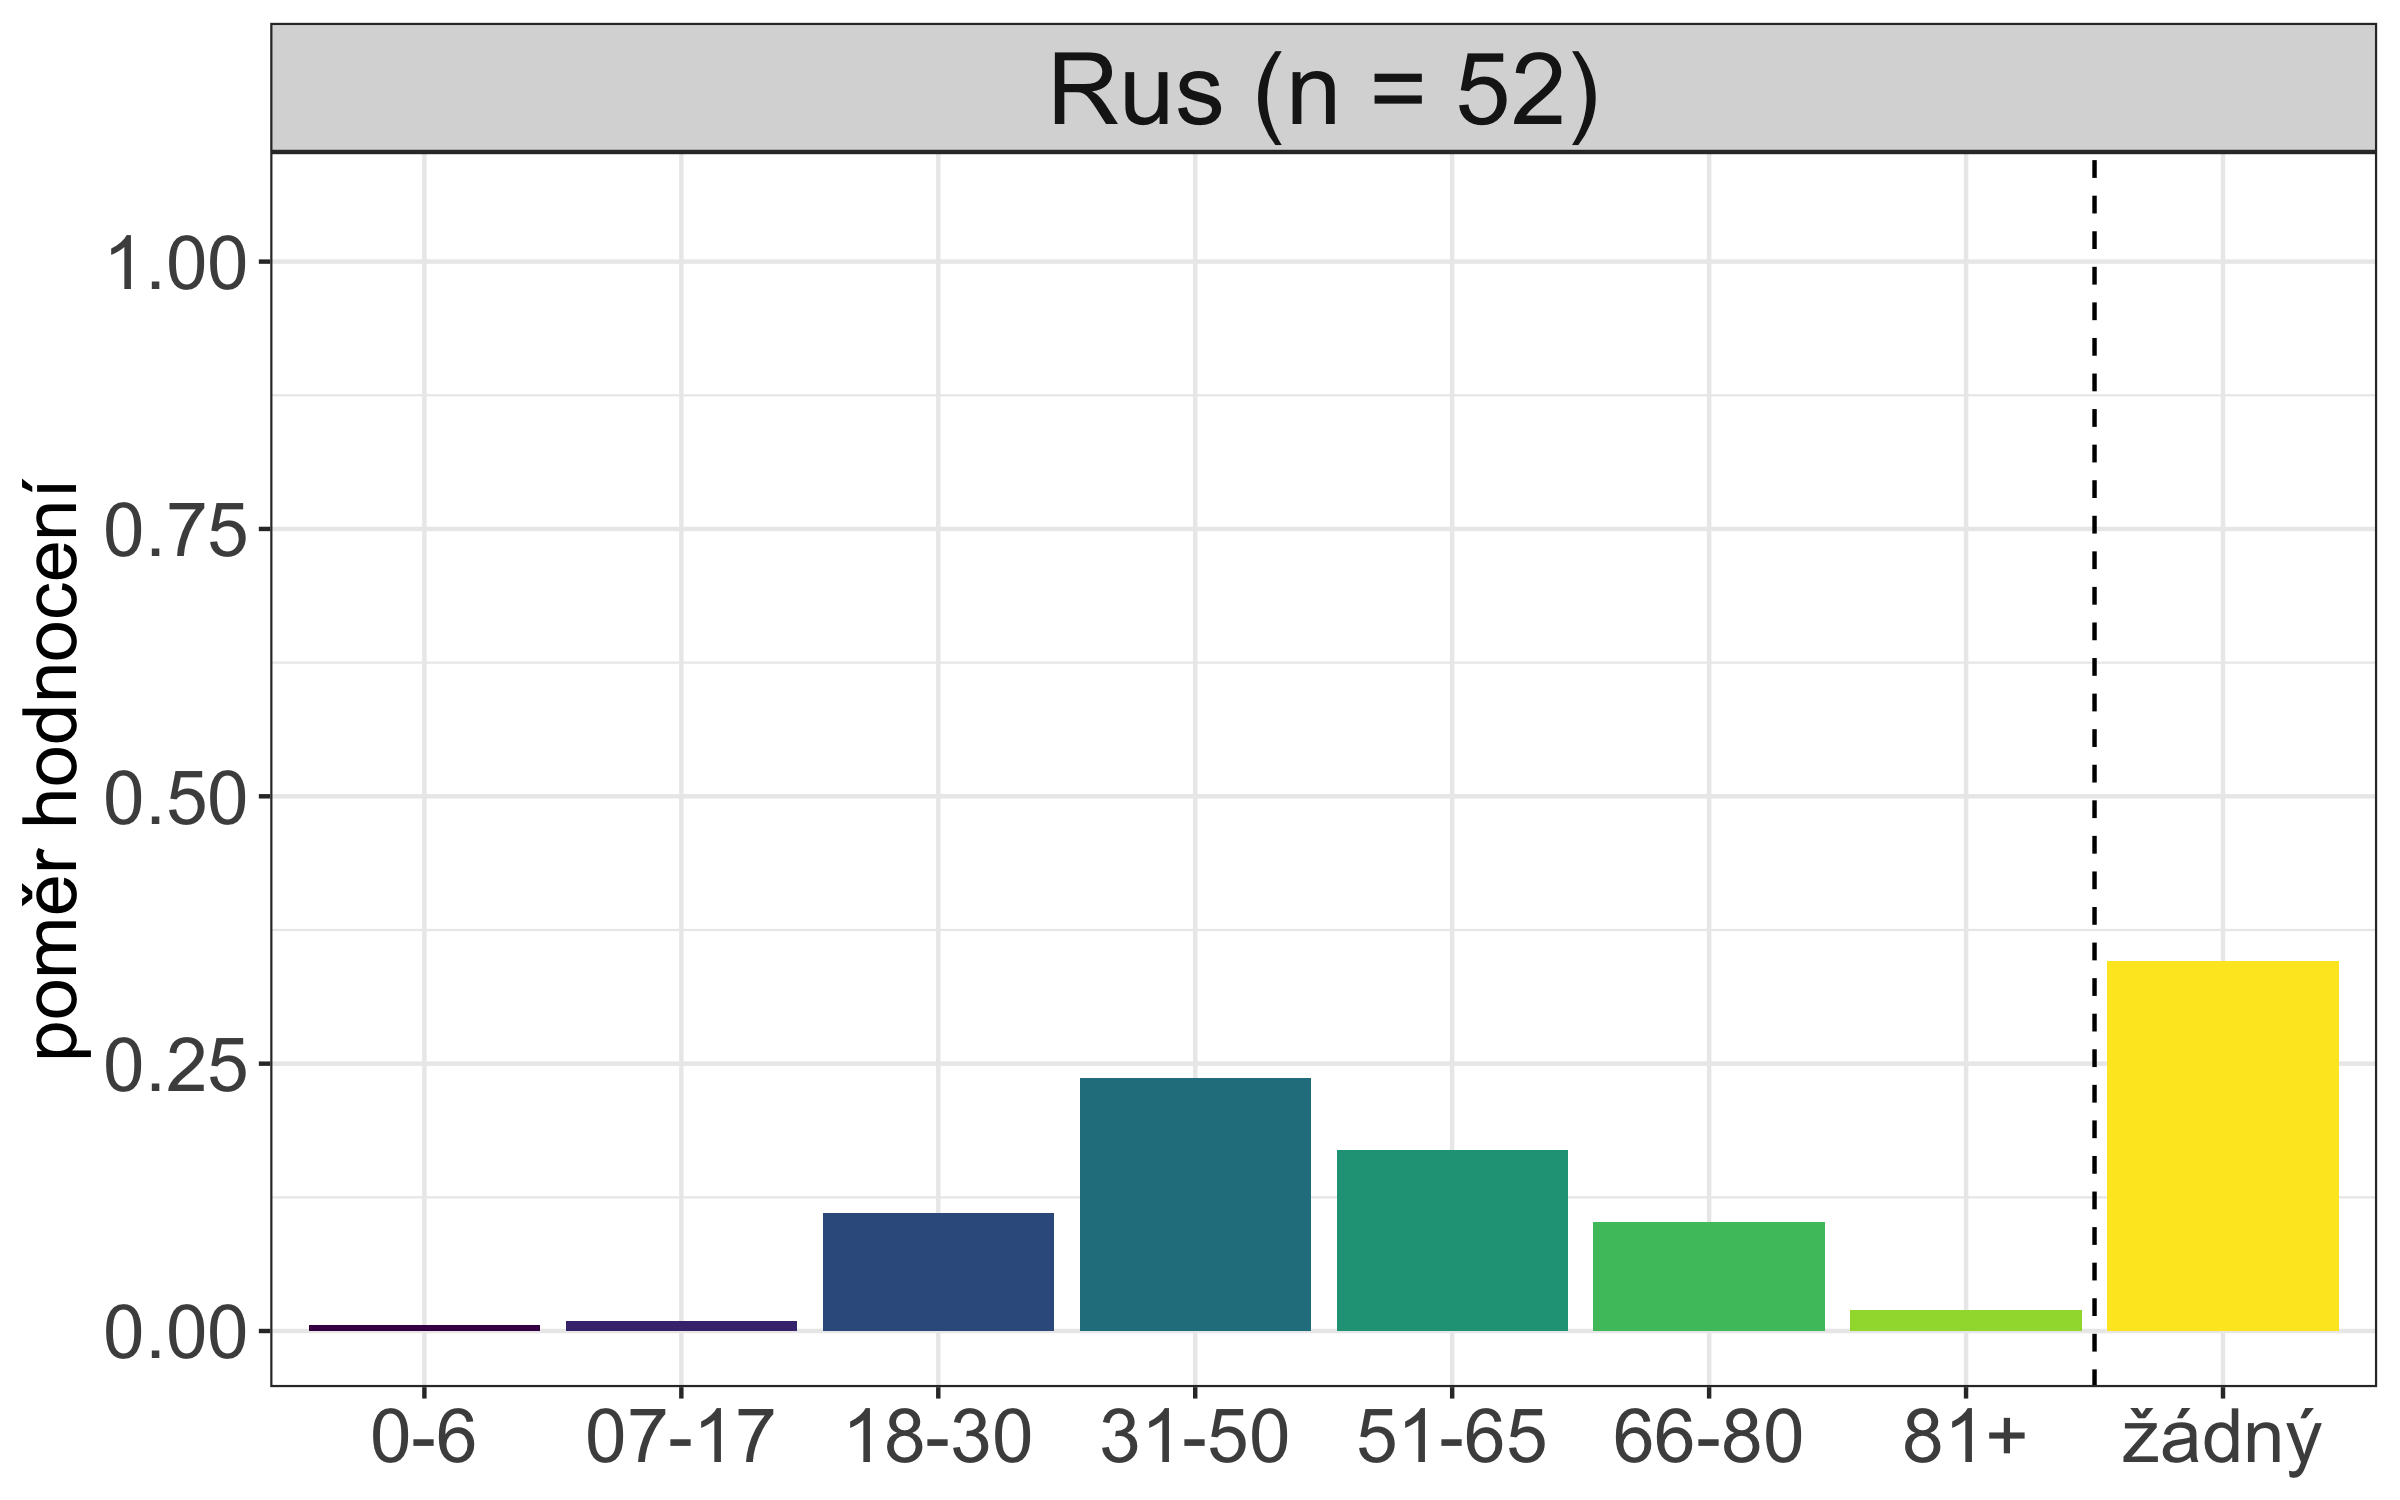 Rus (n = 52)
poměr hodnocení
1.00
0.75
0.50
0.25
0.00
0-6 07-17 18-30 31-50 51-65 66-80 81+ žádný